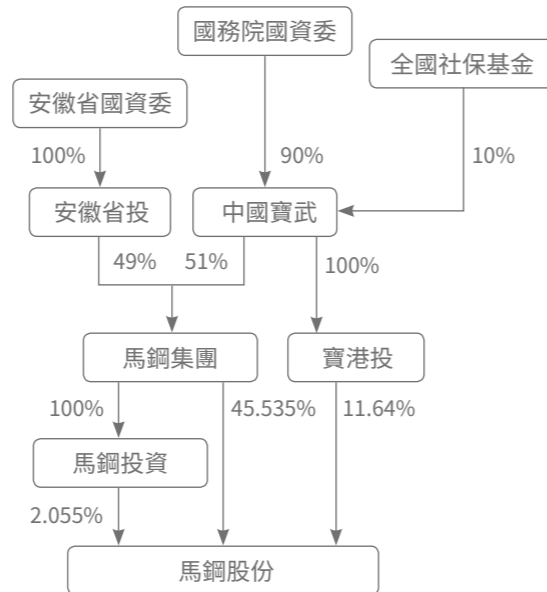 國務院國資委
全國社保基金
安徽省國資委
100%
90%
10%
安徽省投
中國寶武
49%
51%
100%
馬鋼集團
寶港投
100%
45.535%
11.64%
馬鋼投資
2.055%
馬鋼股份